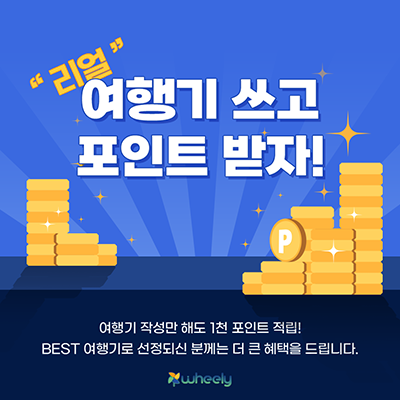 “리얼”
여행기 쓰고
포인트 받자!
P
여행기 작성만 해도 1천 포인트 적립!
BEST 여행기로 선정되신 분께는 더 큰 혜택을 드립니다.
wheely